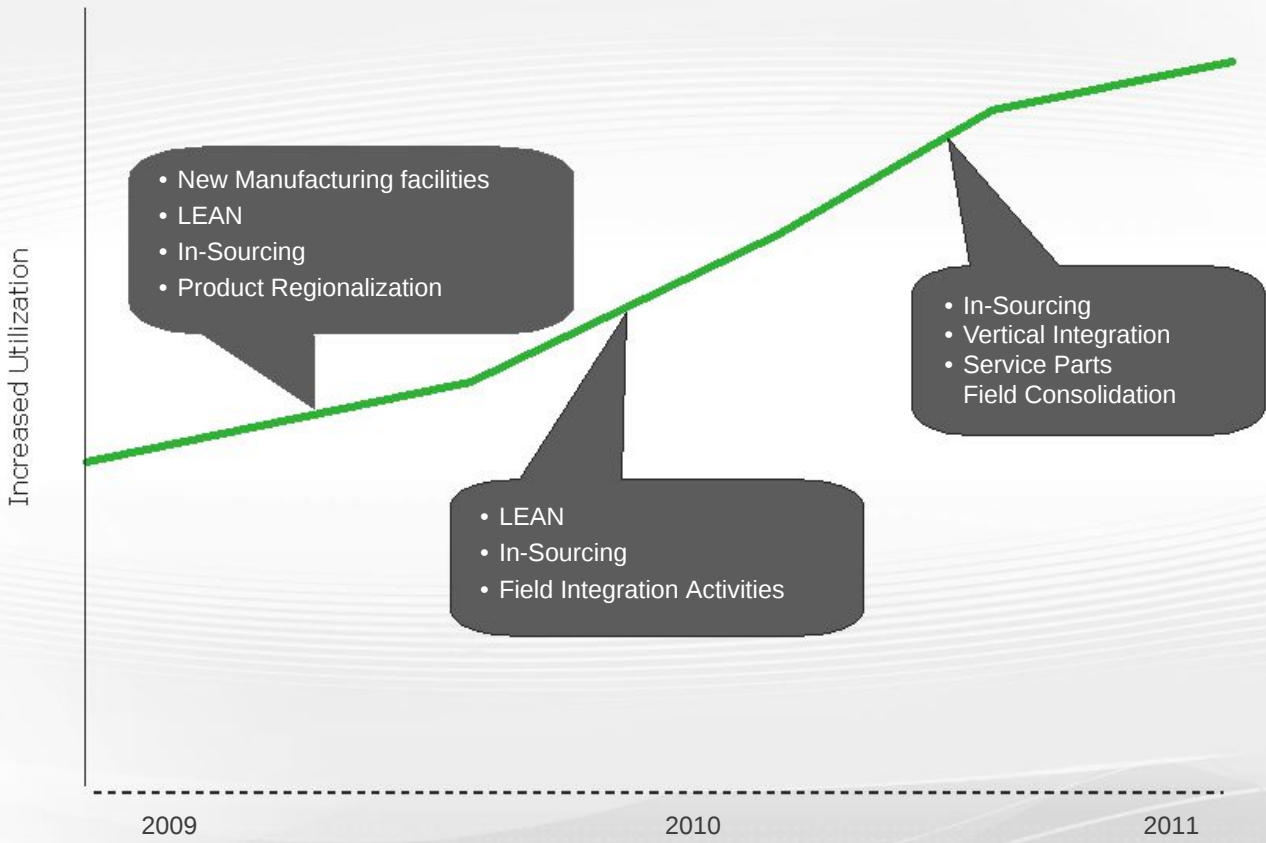 Increased Utilization
• New Manufacturing facilities
• LEAN
• In-Sourcing
• Product Regionalization
• LEAN
• In-Sourcing
• Field Integration Activities
• In-Sourcing
• Vertical Integration
• Service Parts
Field Consolidation
2009
2010
2011